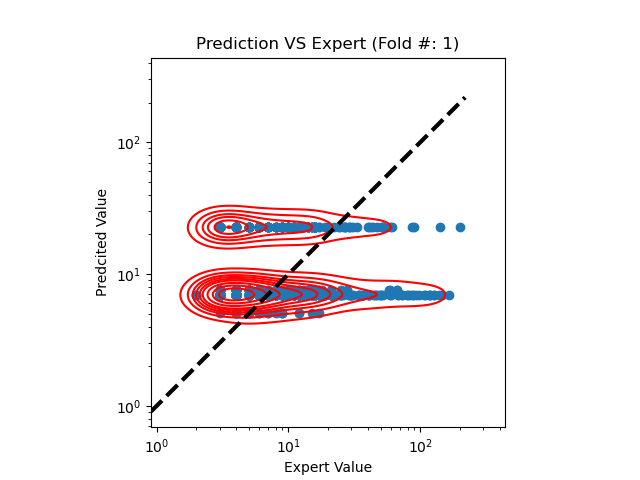 Prediction VS Expert (Fold #: 1)
Predcited Value
10²
10¹
10⁰
10⁰ 10¹ 10²
Expert Value